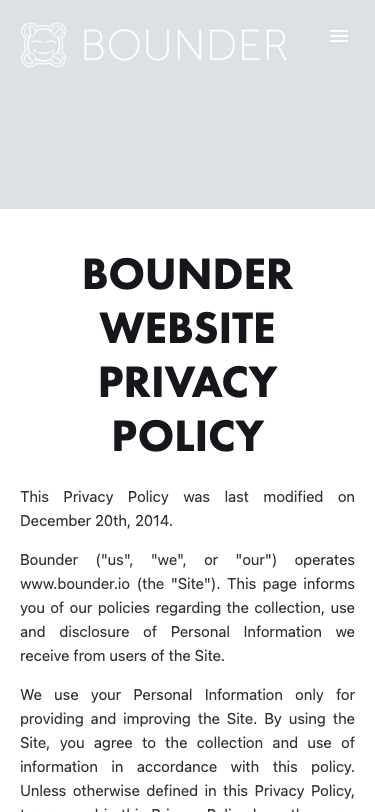 BOUNDER
BOUNDER
WEBSITE
PRIVACY
POLICY
This Privacy Policy was last modified on
December 20th, 2014.
Bounder ("us", "we", or "our") operates
www.bounder.io (the "Site"). This page informs
you of our policies regarding the collection, use
and disclosure of Personal Information we
receive from users of the Site.
We use your Personal Information only for
providing and improving the Site. By using the
Site, you agree to the collection and use of
information in accordance with this policy.
Unless otherwise defined in this Privacy Policy,